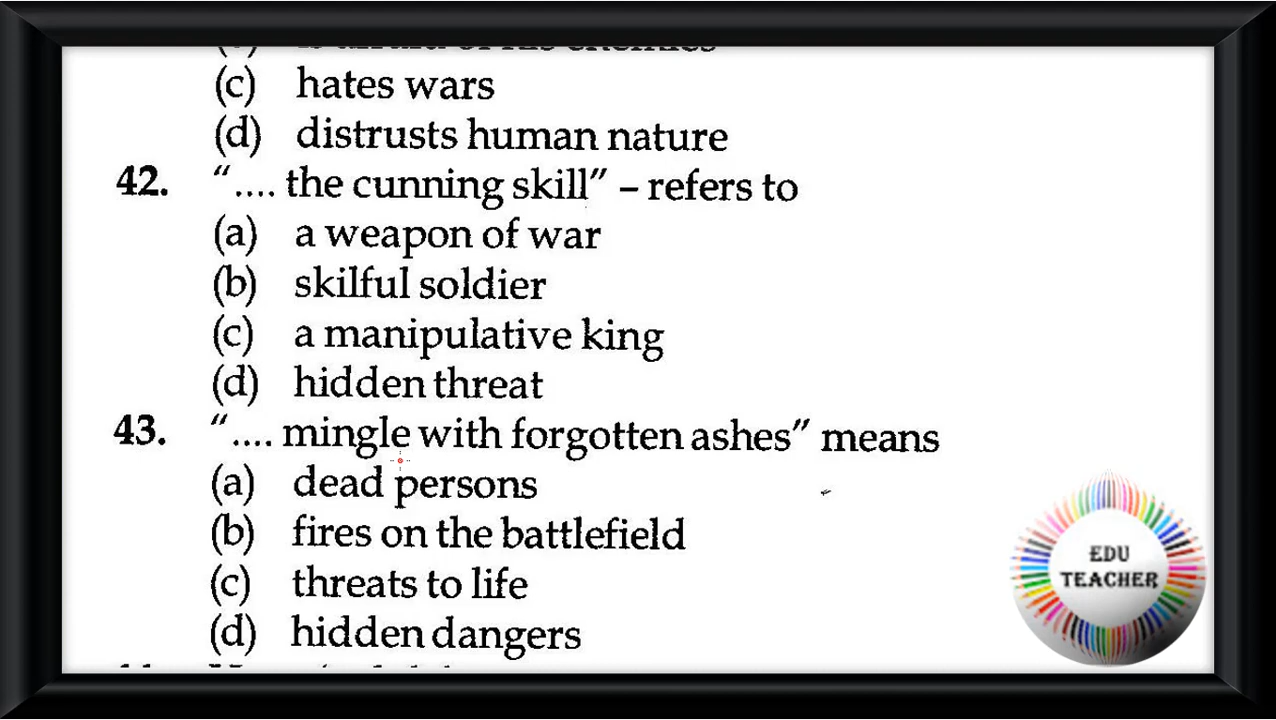 (c) hates wars
(d) distrusts human nature
42. “.... the cunning skill” – refers to
(a) a weapon of war
(b) skilful soldier
(c) a manipulative king
(d) hidden threat
43. “.... mingle with forgotten ashes” means
(a) dead persons
(b) fires on the battlefield
(c) threats to life
(d) hidden dangers
EDU
TEACHER